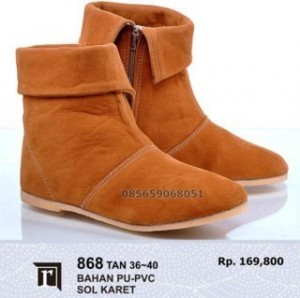 085659068051
868 TAN 36~40
Rp. 169,800
BAHAN PU-PVC
SOL KARET